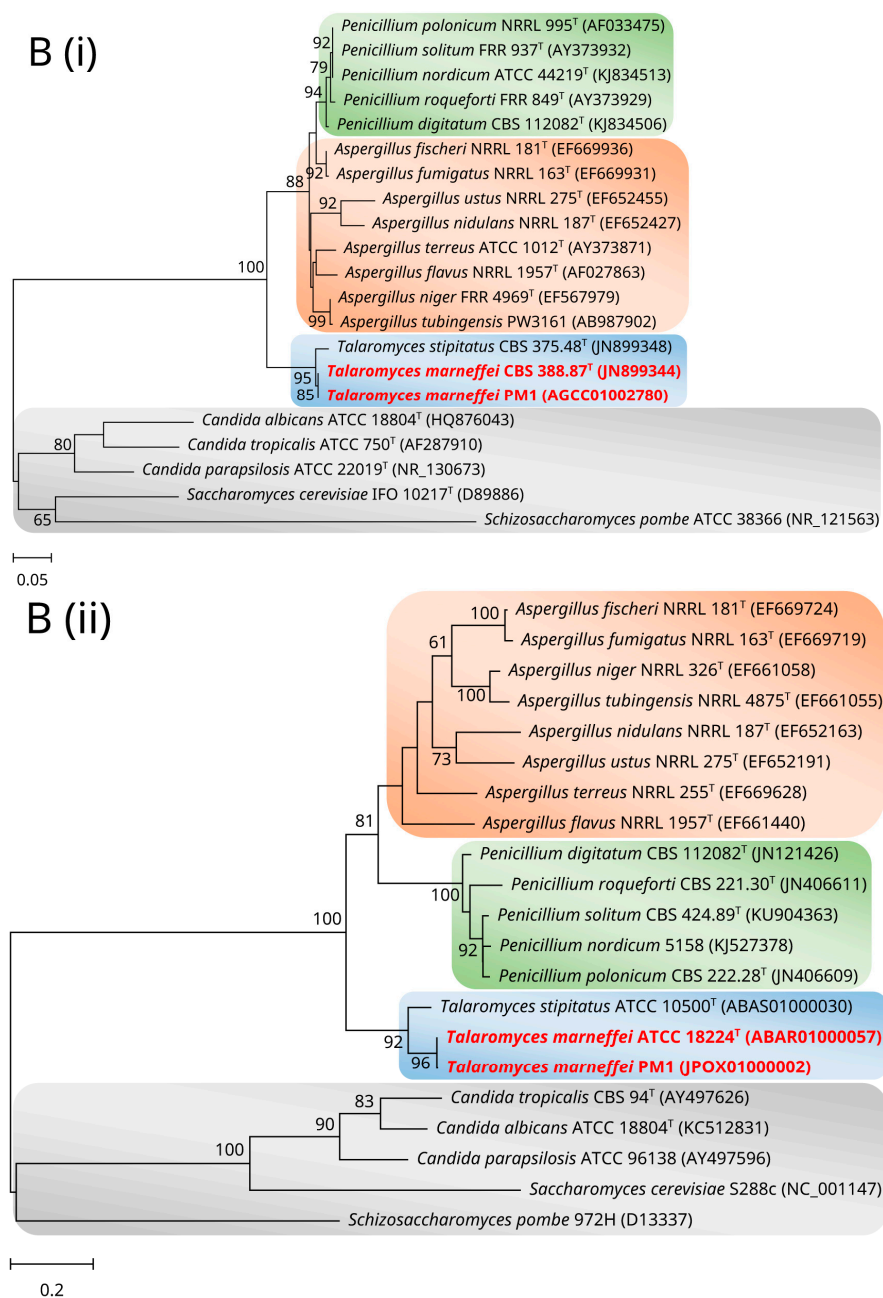 B (i)
Penicillium polonicum NRRL 995ᵀ (AF033475)
92
Penicillium solitum FRR 937ᵀ (AY373932)
79
Penicillium nordicum ATCC 44219ᵀ (KJ834513)
94
Penicillium roqueforti FRR 849ᵀ (AY373929)
Penicillium digitatum CBS 112082ᵀ (KJ834506)
Aspergillus fischeri NRRL 181ᵀ (EF669936)
92
Aspergillus fumigatus NRRL 163ᵀ (EF669931)
88
Aspergillus ustus NRRL 275ᵀ (EF652455)
92
Aspergillus nidulans NRRL 187ᵀ (EF652427)
Aspergillus terreus ATCC 1012ᵀ (AY373871)
100
Aspergillus flavus NRRL 1957ᵀ (AF027863)
Aspergillus niger FRR 4969ᵀ (EF567979)
99
Aspergillus tubingensis PW3161 (AB987902)
Talaromyces stipitatus CBS 375.48ᵀ (JN899348)
95
Talaromyces marneffei CBS 388.87ᵀ (JN899344)
85
Talaromyces marneffei PM1 (AGCC01002780)
Candida albicans ATCC 18804ᵀ (HQ876043)
80
Candida tropicalis ATCC 750ᵀ (AF287910)
Candida parapsilosis ATCC 22019ᵀ (NR_130673)
Saccharomyces cerevisiae IFO 10217ᵀ (D89886)
65
Schizosaccharomyces pombe ATCC 38366 (NR_121563)
0.05
B (ii)
100
Aspergillus fischeri NRRL 181ᵀ (EF669724)
61
Aspergillus fumigatus NRRL 163ᵀ (EF669719)
Aspergillus niger NRRL 326ᵀ (EF661058)
100
Aspergillus tubingensis NRRL 4875ᵀ (EF661055)
Aspergillus nidulans NRRL 187ᵀ (EF652163)
73
Aspergillus ustus NRRL 275ᵀ (EF652191)
Aspergillus terreus NRRL 255ᵀ (EF669628)
81
Aspergillus flavus NRRL 1957ᵀ (EF661440)
Penicillium digitatum CBS 112082ᵀ (JN121426)
100
Penicillium roqueforti CBS 221.30ᵀ (JN406611)
100
Penicillium solitum CBS 424.89ᵀ (KU904363)
92
Penicillium nordicum 5158 (KJ527378)
Penicillium polonicum CBS 222.28ᵀ (JN406609)
Talaromyces stipitatus ATCC 10500ᵀ (ABAS01000030)
92
Talaromyces marneffei ATCC 18224ᵀ (ABAR01000057)
96
Talaromyces marneffei PM1 (JPOX01000002)
83
Candida tropicalis CBS 94ᵀ (AY497626)
90
Candida albicans ATCC 18804ᵀ (KC512831)
100
Candida parapsilosis ATCC 96138 (AY497596)
Saccharomyces cerevisiae S288c (NC_001147)
Schizosaccharomyces pombe 972H (D13337)
0.2